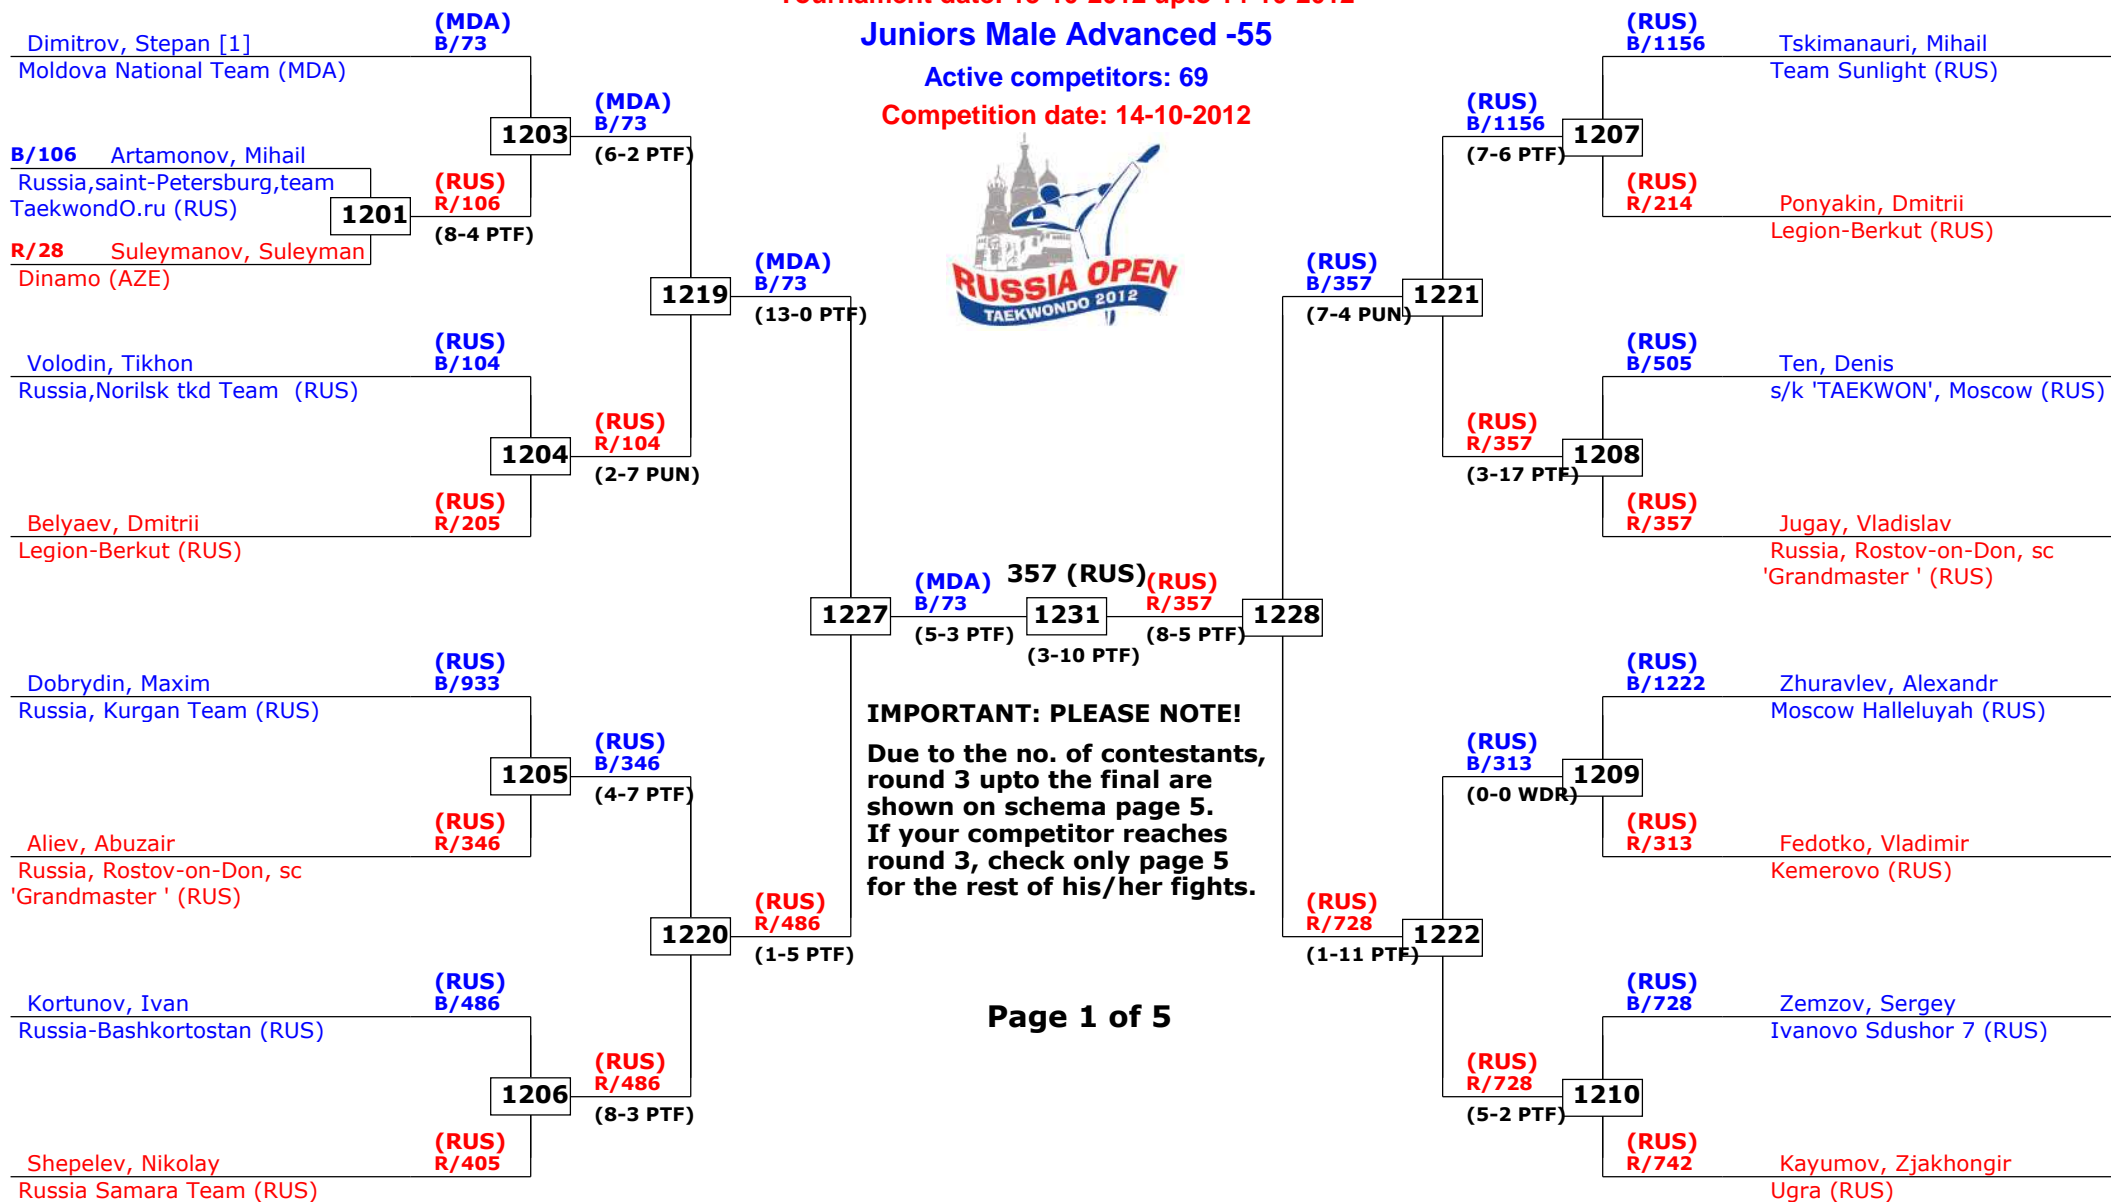 Juniors Male Advanced -55
Active competitors: 69
Competition date: 14-10-2012
RUSSIA OPEN
TAEKWONDO 2012
(MDA)
B/73
Dimitrov, Stepan [1]
Moldova National Team (MDA)
1203
(MDA)
B/73
(6-2 PTF)
B/106 Artamonov, Mihail
Russia,saint-Petersburg,team
TaekwondO.ru (RUS)
1201
(RUS)
R/106
(8-4 PTF)
R/28 Suleymanov, Suleyman
Dinamo (AZE)
1219
(MDA)
B/73
(13-0 PTF)
(RUS)
B/104
Volodin, Tikhon
Russia,Norilsk tkd Team (RUS)
1204
(RUS)
R/104
(2-7 PUN)
(RUS)
R/205
Belyaev, Dmitrii
Legion-Berkut (RUS)
1227
(MDA)
B/73
(5-3 PTF)
357 (RUS)
1231
(3-10 PTF)
(RUS)
R/357
(8-5 PTF)
1228
(RUS)
B/933
Dobrydin, Maxim
Russia, Kurgan Team (RUS)
1205
(RUS)
B/346
(4-7 PTF)
(RUS)
R/346
Aliev, Abuzair
Russia, Rostov-on-Don, sc
'Grandmaster ' (RUS)
1220
(RUS)
R/486
(1-5 PTF)
(RUS)
B/486
Kortunov, Ivan
Russia-Bashkortostan (RUS)
1206
(RUS)
R/486
(8-3 PTF)
(RUS)
R/405
Shepelev, Nikolay
Russia Samara Team (RUS)
IMPORTANT: PLEASE NOTE!
Due to the no. of contestants,
round 3 upto the final are
shown on schema page 5.
If your competitor reaches
round 3, check only page 5
for the rest of his/her fights.
Page 1 of 5
(RUS)
B/1156
Tskimanauri, Mihail
Team Sunlight (RUS)
(RUS)
B/1156
(7-6 PTF)
1207
(RUS)
R/214
Ponyakin, Dmitrii
Legion-Berkut (RUS)
(RUS)
B/357
(7-4 PUN)
1221
(RUS)
B/505
Ten, Denis
s/k 'TAEKWON', Moscow (RUS)
(RUS)
R/357
(3-17 PTF)
1208
(RUS)
R/357
Jugay, Vladislav
Russia, Rostov-on-Don, sc
'Grandmaster ' (RUS)
(RUS)
B/1222
Zhuravlev, Alexandr
Moscow Halleluyah (RUS)
(RUS)
B/313
(0-0 WDR)
1209
(RUS)
R/313
Fedotko, Vladimir
Kemerovo (RUS)
(RUS)
R/728
(1-11 PTF)
1222
(RUS)
B/728
Zemzov, Sergey
Ivanovo Sdushor 7 (RUS)
(RUS)
R/728
(5-2 PTF)
1210
(RUS)
R/742
Kayumov, Zjakhongir
Ugra (RUS)